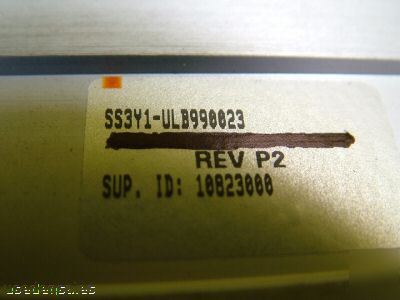 SS3Y1-ULB990023
REV P2
SUP. ID: 10823000